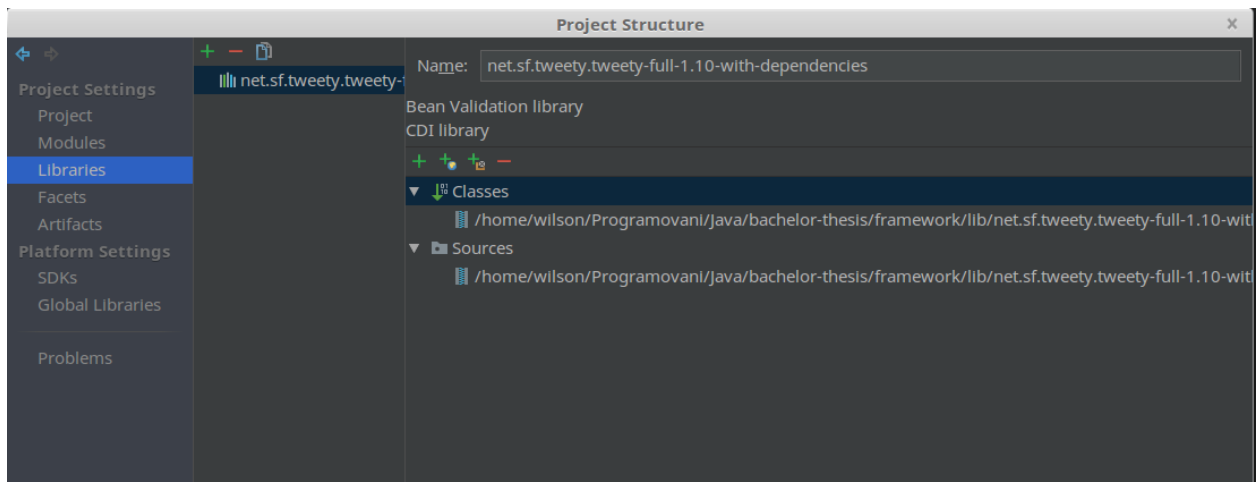 Project Structure
Project Settings
Project
Modules
Libraries
Facets
Artifacts
Platform Settings
SDKs
Global Libraries
Problems
net.sf.tweety.tweety-
Name: net.sf.tweety.tweety-full-1.10-with-dependencies
Bean Validation library
CDI library
Classes
/home/wilson/Programovani/Java/bachelor-thesis/framework/lib/net.sf.tweety.tweety-full-1.10-wit
Sources
/home/wilson/Programovani/Java/bachelor-thesis/framework/lib/net.sf.tweety.tweety-full-1.10-wit